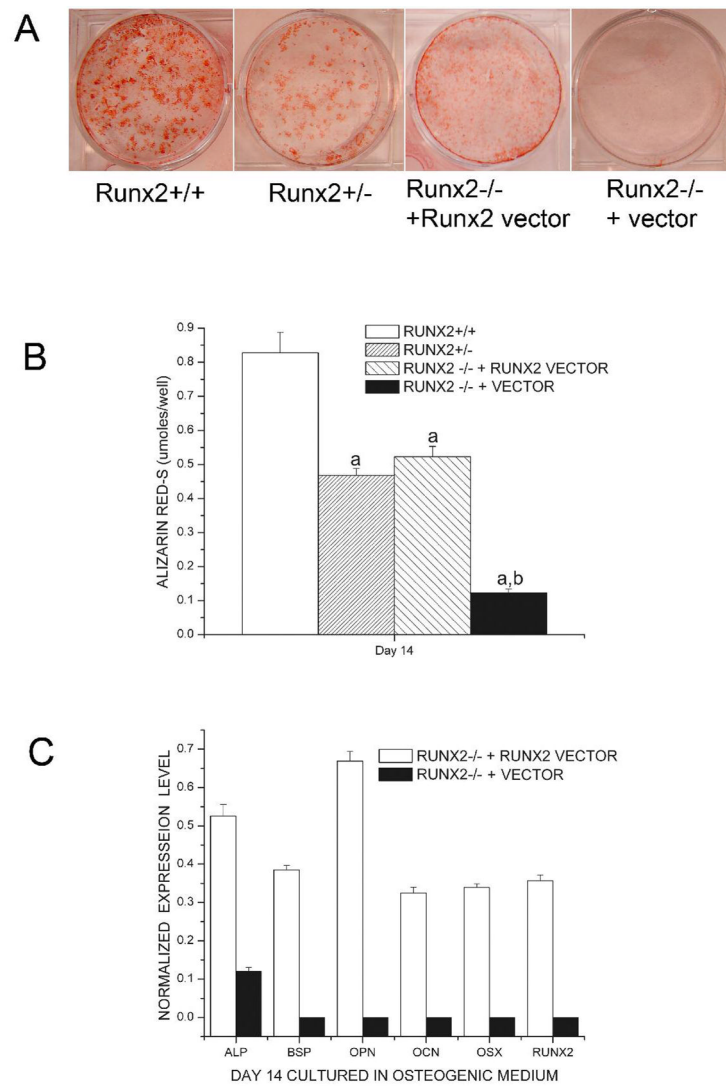 A
Runx2+/+
Runx2+/-
Runx2-/-
+Runx2 vector
Runx2-/-
+ vector
B
ALIZARIN RED-S (umoles/well)
0.9
0.8
0.7
0.6
0.5
0.4
0.3
0.2
0.1
0.0
RUNX2+/+
RUNX2+/-
RUNX2 -/- + RUNX2 VECTOR
RUNX2 -/- + VECTOR
a
a
a,b
Day 14
C
NORMALIZED EXPRESSEION LEVEL
0.7
0.6
0.5
0.4
0.3
0.2
0.1
0.0
RUNX2-/- + RUNX2 VECTOR
RUNX2-/- + VECTOR
ALP BSP OPN OCN OSX RUNX2
DAY 14 CULTURED IN OSTEOGENIC MEDIUM